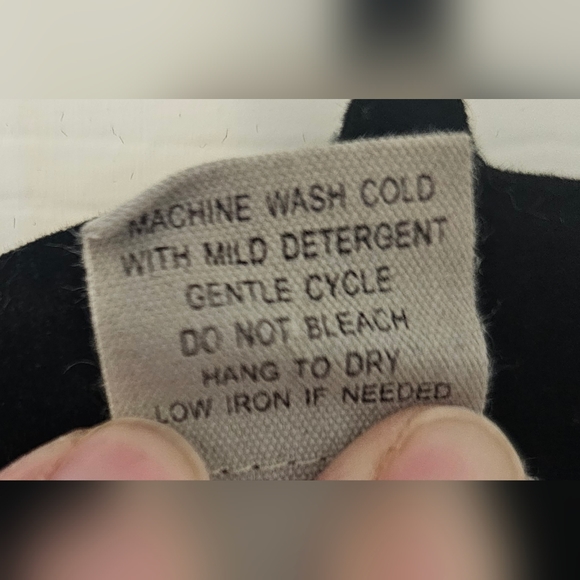 MACHINE WASH COLD
WITH MILD DETERGENT
GENTLE CYCLE
DO NOT BLEACH
HANG TO DRY
LOW IRON IF NEEDED